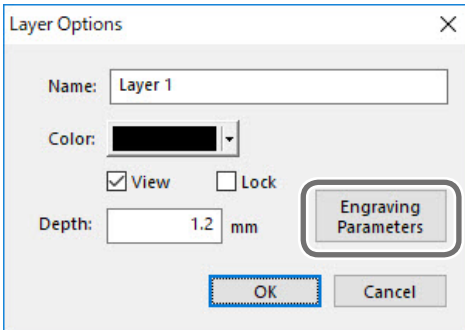 Layer Options
Name: Layer 1
Color:
View Lock
Depth: 1.2 mm
Engraving
Parameters
OK Cancel